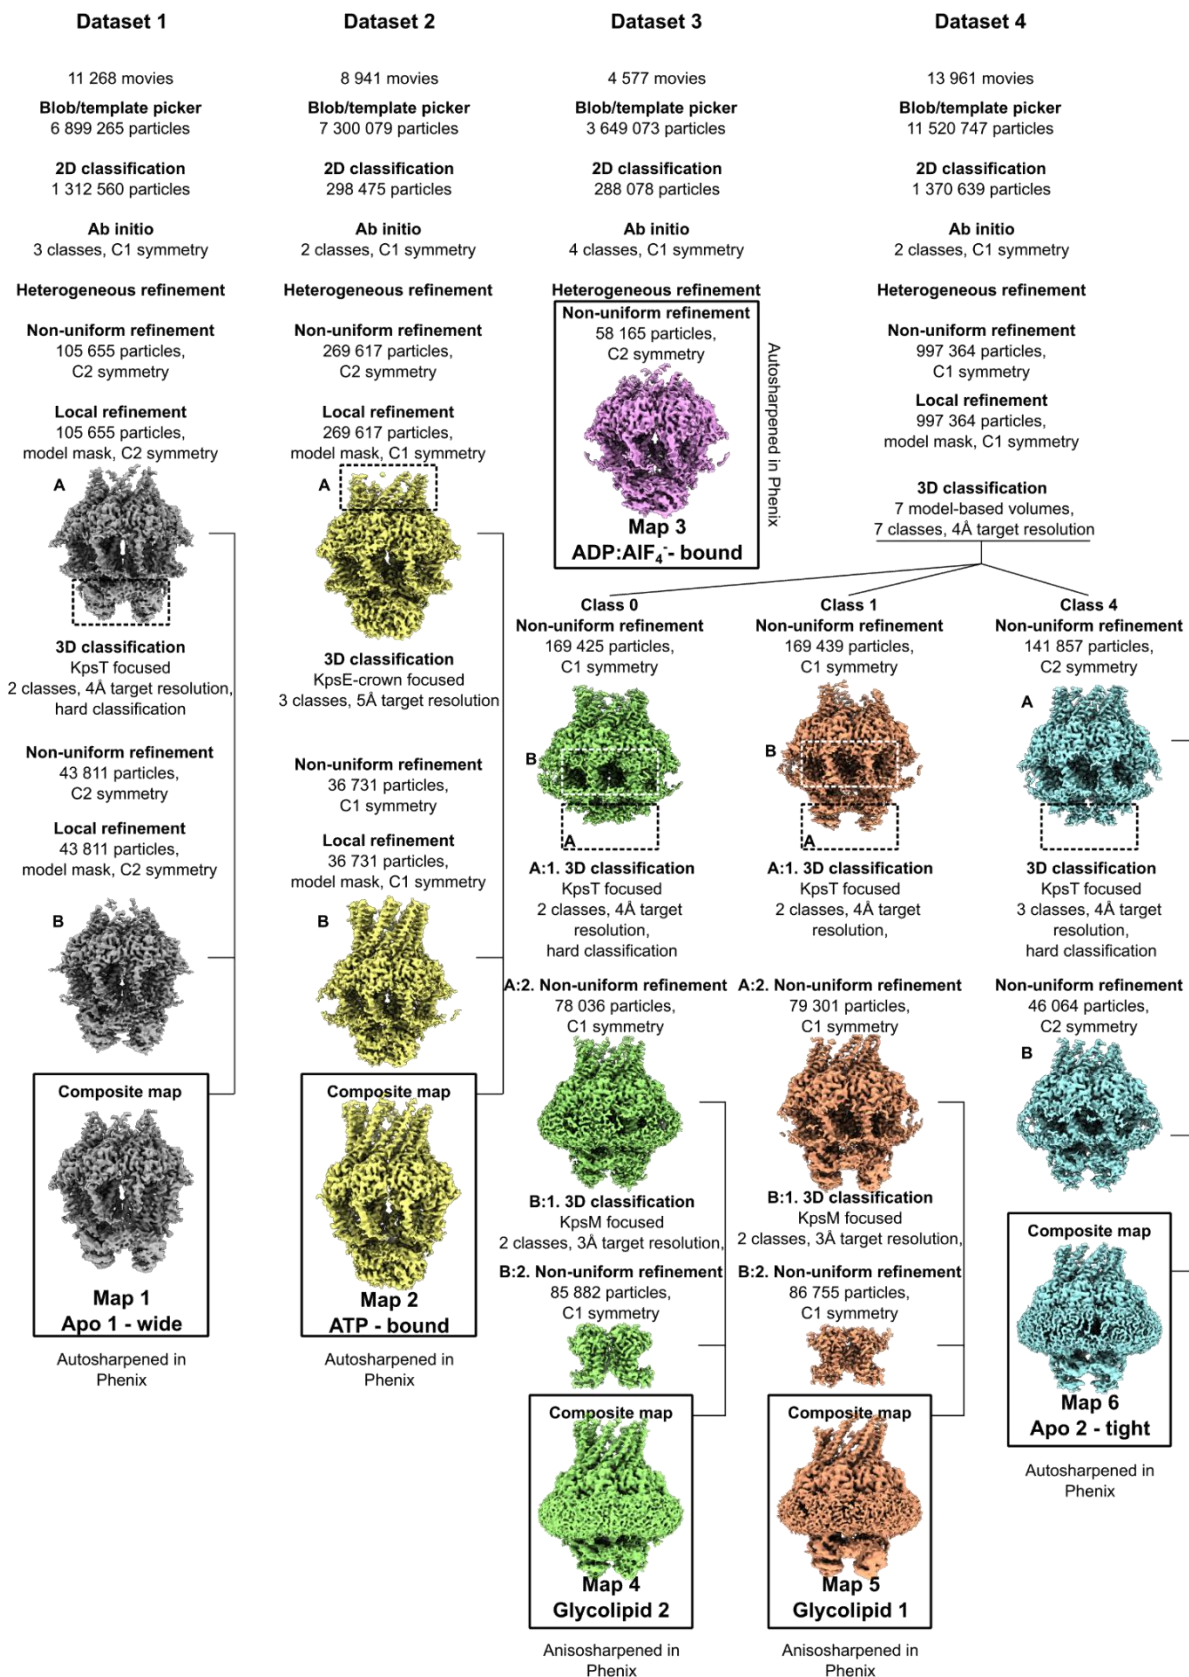 Dataset 1
11 268 movies
Blob/template picker
6 899 265 particles
2D classification
1 312 560 particles
Ab initio
3 classes, C1 symmetry
Heterogeneous refinement
Non-uniform refinement
105 655 particles,
C2 symmetry
Local refinement
105 655 particles,
model mask, C2 symmetry
A
3D classification
KpsT focused
2 classes, 4Å target resolution,
hard classification
Non-uniform refinement
43 811 particles,
C2 symmetry
Local refinement
43 811 particles,
model mask, C2 symmetry
B
Composite map
Map 1
Apo 1 - wide
Autosharpened in
Phenix
Dataset 2
8 941 movies
Blob/template picker
7 300 079 particles
2D classification
298 475 particles
Ab initio
2 classes, C1 symmetry
Heterogeneous refinement
Non-uniform refinement
269 617 particles,
C2 symmetry
Local refinement
269 617 particles,
model mask, C1 symmetry
A
3D classification
KpsE-crown focused
3 classes, 5Å target resolution
Non-uniform refinement
36 731 particles,
C1 symmetry
Local refinement
36 731 particles,
model mask, C1 symmetry
B
Composite map
Map 2
ATP - bound
Autosharpened in
Phenix
Dataset 3
4 577 movies
Blob/template picker
3 649 073 particles
2D classification
288 078 particles
Ab initio
4 classes, C1 symmetry
Heterogeneous refinement
Non-uniform refinement
58 165 particles,
C2 symmetry
Map 3
ADP:AlF₄⁻- bound
Autosharpened in Phenix
Dataset 4
13 961 movies
Blob/template picker
11 520 747 particles
2D classification
1 370 639 particles
Ab initio
2 classes, C1 symmetry
Heterogeneous refinement
Non-uniform refinement
997 364 particles,
C1 symmetry
Local refinement
997 364 particles,
model mask, C1 symmetry
3D classification
7 model-based volumes,
7 classes, 4Å target resolution
Class 0
Non-uniform refinement
169 425 particles,
C1 symmetry
B
A
A:1. 3D classification
KpsT focused
2 classes, 4Å target
resolution,
hard classification
A:2. Non-uniform refinement
78 036 particles,
C1 symmetry
B:1. 3D classification
KpsM focused
2 classes, 3Å target resolution,
B:2. Non-uniform refinement
85 882 particles,
C1 symmetry
Composite map
Map 4
Glycolipid 2
Anisosharpened in
Phenix
Class 1
Non-uniform refinement
169 439 particles,
C1 symmetry
B
A
A:1. 3D classification
KpsT focused
2 classes, 4Å target
resolution,
A:2. Non-uniform refinement
79 301 particles,
C1 symmetry
B:1. 3D classification
KpsM focused
2 classes, 3Å target resolution,
B:2. Non-uniform refinement
86 755 particles,
C1 symmetry
Composite map
Map 5
Glycolipid 1
Anisosharpened in
Phenix
Class 4
Non-uniform refinement
141 857 particles,
C2 symmetry
A
3D classification
KpsT focused
3 classes, 4Å target
resolution,
hard classification
Non-uniform refinement
46 064 particles,
C2 symmetry
B
Composite map
Map 6
Apo 2 - tight
Autosharpened in
Phenix